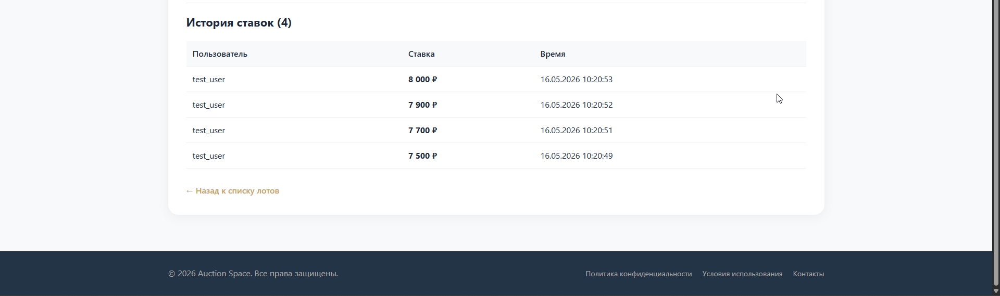 История ставок (4)
Пользователь Ставка Время
test_user 8 000 ₽ 16.05.2026 10:20:53
test_user 7 900 ₽ 16.05.2026 10:20:52
test_user 7 700 ₽ 16.05.2026 10:20:51
test_user 7 500 ₽ 16.05.2026 10:20:49
← Назад к списку лотов
© 2026 Auction Space. Все права защищены. Политика конфиденциальности Условия использования Контакты